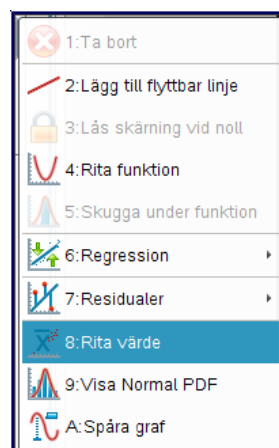 1:Ta bort
2:Lägg till flyttbar linje
3:Lås skärning vid noll
4:Rita funktion
5:Skugga under funktion
6:Regression
7:Residualer
8:Rita värde
9:Visa Normal PDF
A:Spåra graf